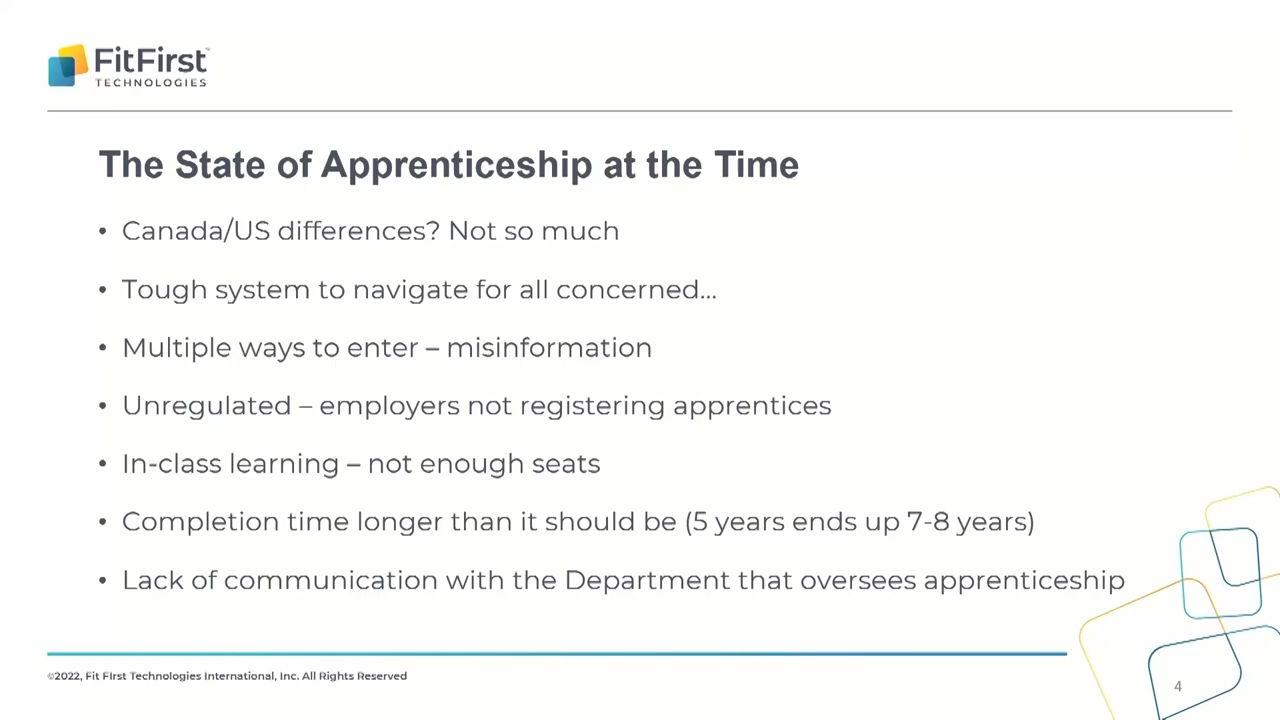 FitFirst™
TECHNOLOGIES
The State of Apprenticeship at the Time
• Canada/US differences? Not so much
• Tough system to navigate for all concerned...
• Multiple ways to enter – misinformation
• Unregulated – employers not registering apprentices
• In-class learning – not enough seats
• Completion time longer than it should be (5 years ends up 7-8 years)
• Lack of communication with the Department that oversees apprenticeship
©2022, Fit FIrst Technologies International, Inc. All Rights Reserved
4